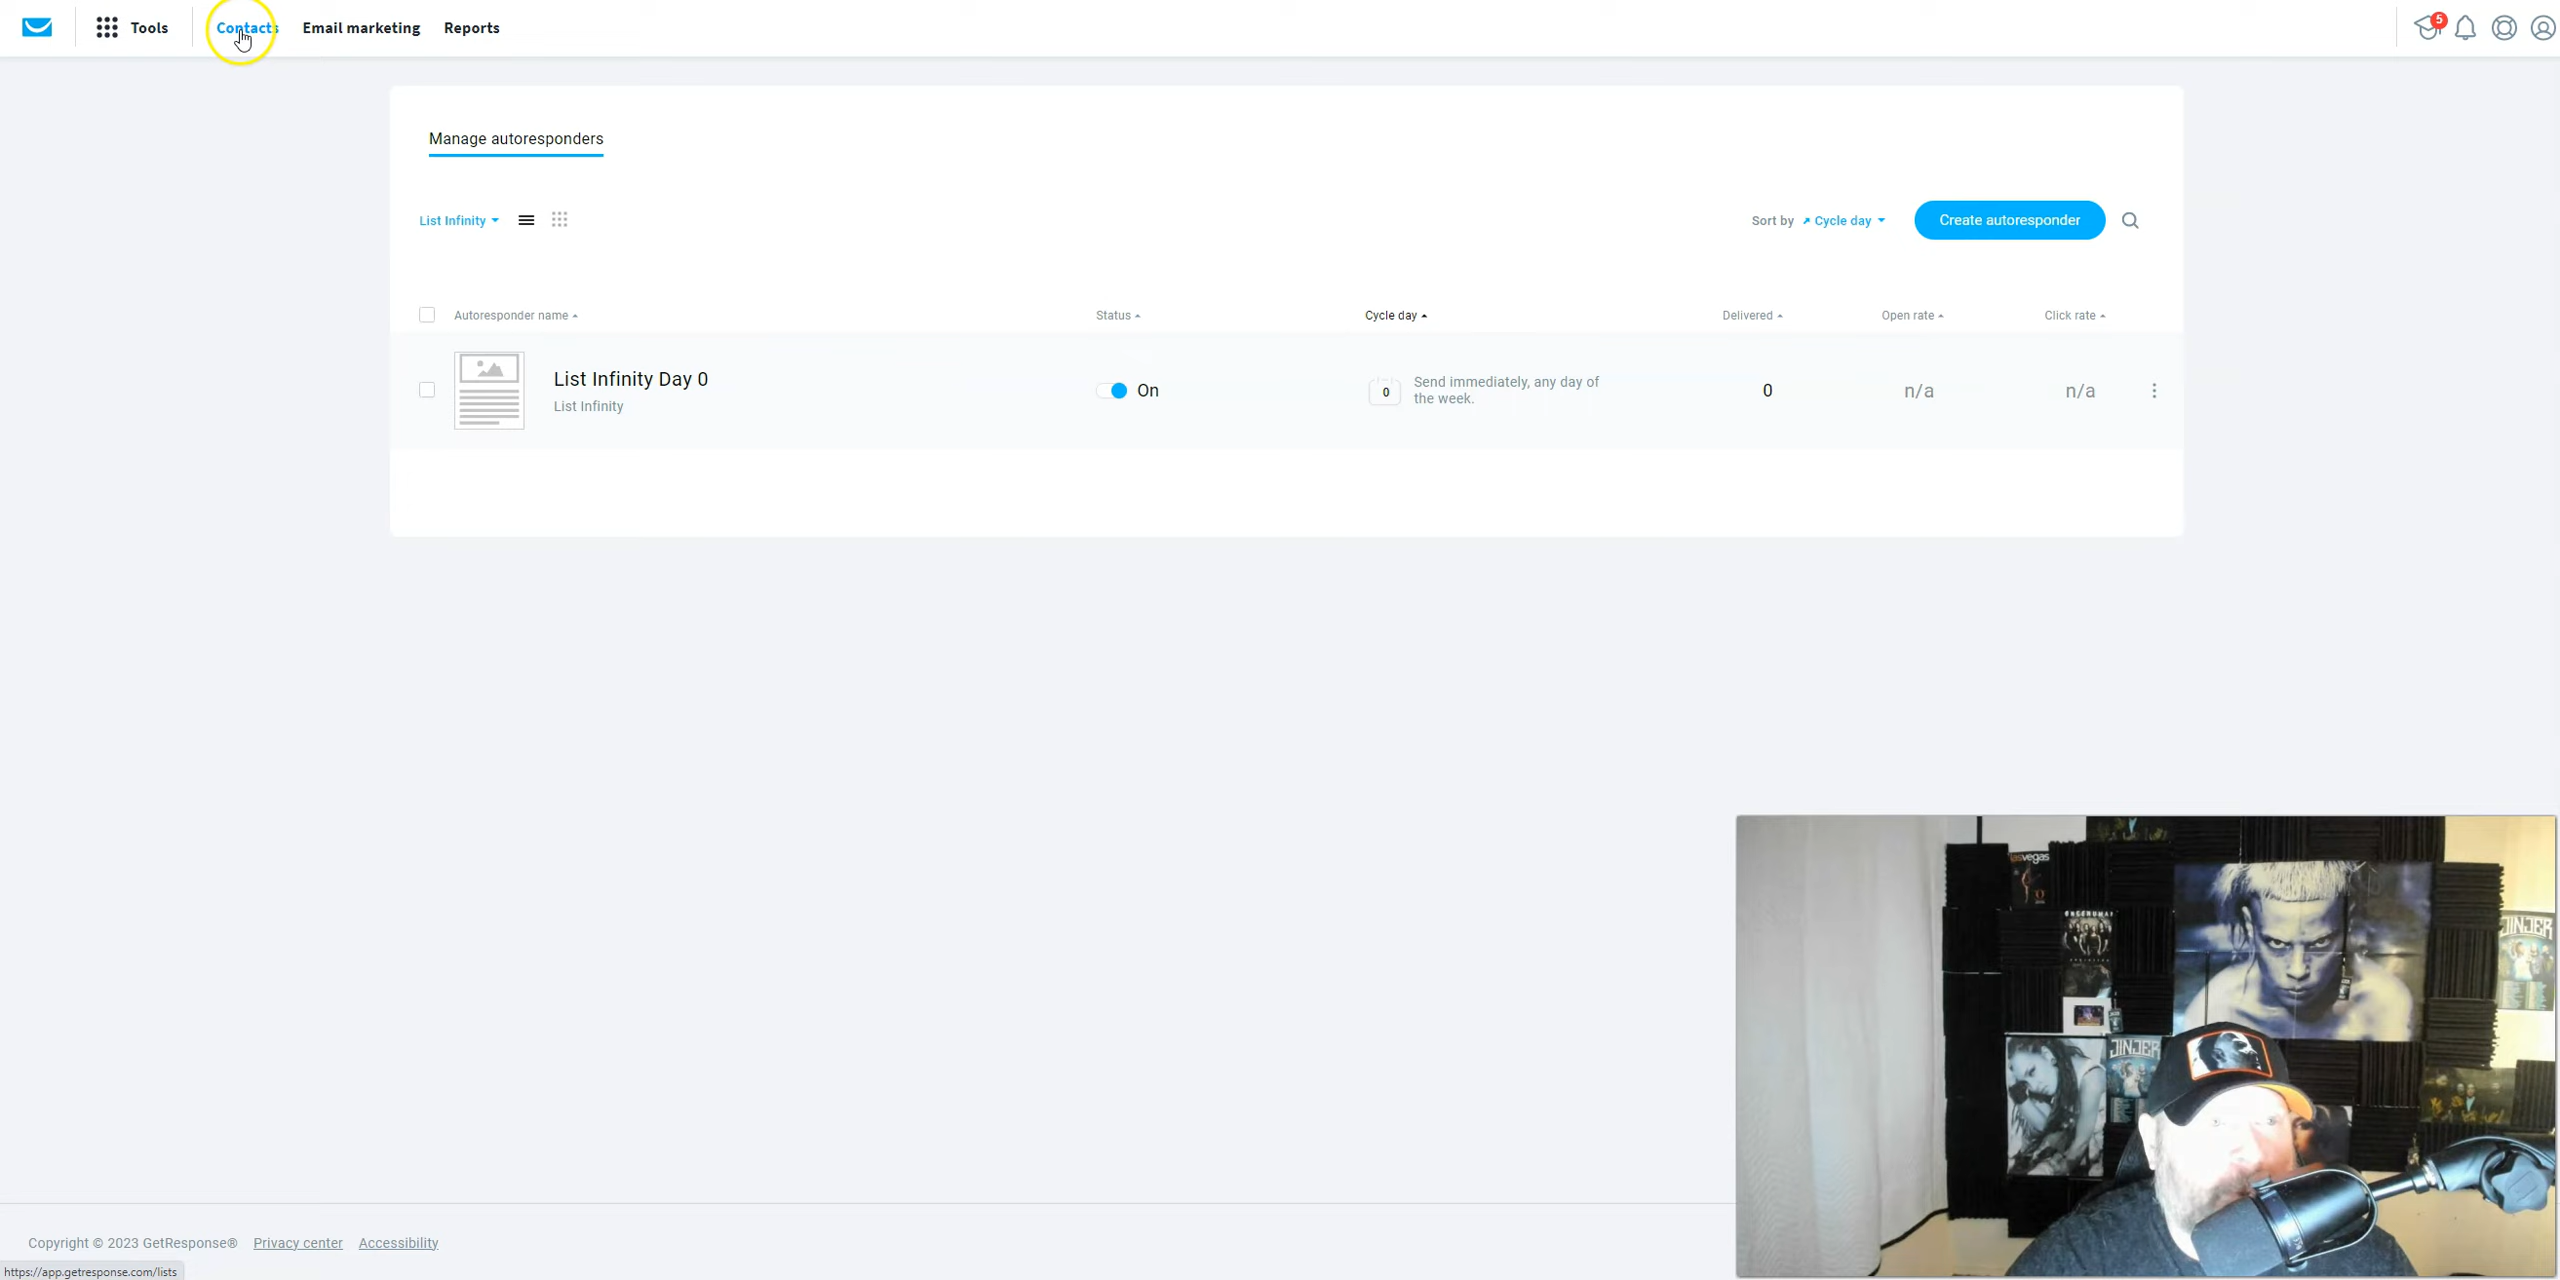 Tools
Contacts
Email marketing
Reports
5
Manage autoresponders
List Infinity
Sort by
Cycle day
Create autoresponder
Autoresponder name
Status
Cycle day
Delivered
Open rate
Click rate
List Infinity Day 0
List Infinity
On
0
Send immediately, any day of
the week.
0
n/a
n/a
vegas
JINJER
JINJER
Copyright © 2023 GetResponse®
Privacy center
Accessibility
https://app.getresponse.com/lists